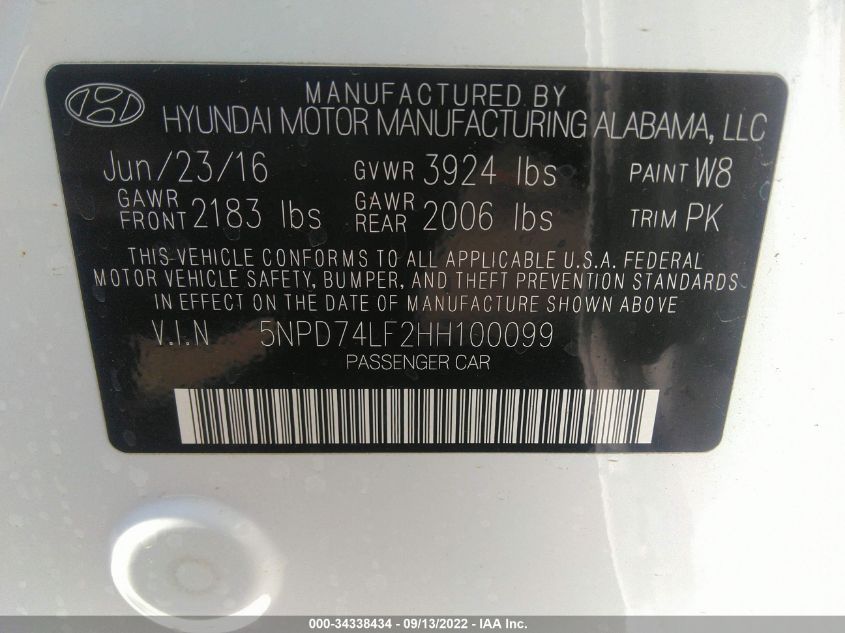 MANUFACTURED BY
HYUNDAI MOTOR MANUFACTURING ALABAMA, LLC
Jun/23/16 GVWR 3924 lbs PAINT W8
GAWR FRONT 2183 lbs GAWR REAR 2006 lbs TRIM PK
THIS VEHICLE CONFORMS TO ALL APPLICABLE U.S.A. FEDERAL
MOTOR VEHICLE SAFETY, BUMPER, AND THEFT PREVENTION STANDARDS
IN EFFECT ON THE DATE OF MANUFACTURE SHOWN ABOVE
V.I.N 5NPD74LF2HH100099
PASSENGER CAR
000-34338434 - 09/13/2022 - IAA Inc.